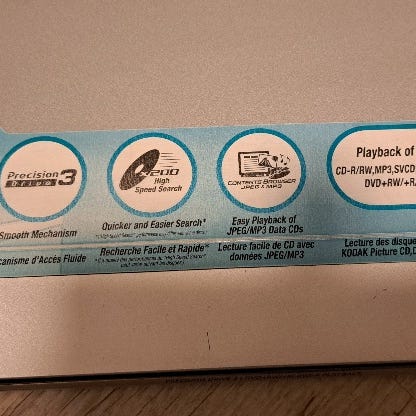 Precision
Drive 3
x200
High
Speed Search
CONTENTS BROWSER
JPEG & MP3
Playback of
CD-R/RW,MP3,SVCD
DVD+RW/+R
Smooth Mechanism
Quicker and Easier Search*
Easy Playback of
JPEG/MP3 Data CDs
canisme d'Accés Fluide
Recherche Facile et Rapide*
Lecture facile de CD avec
données JPEG/MP3
Lecture des disque
KODAK Picture CD,D